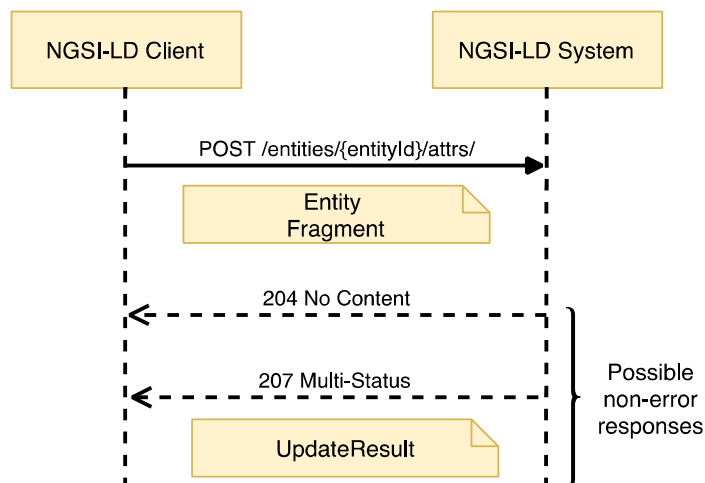 NGSI-LD Client
NGSI-LD System
POST /entities/{entityId}/attrs/
Entity
Fragment
204 No Content
207 Multi-Status
UpdateResult
Possible
non-error
responses